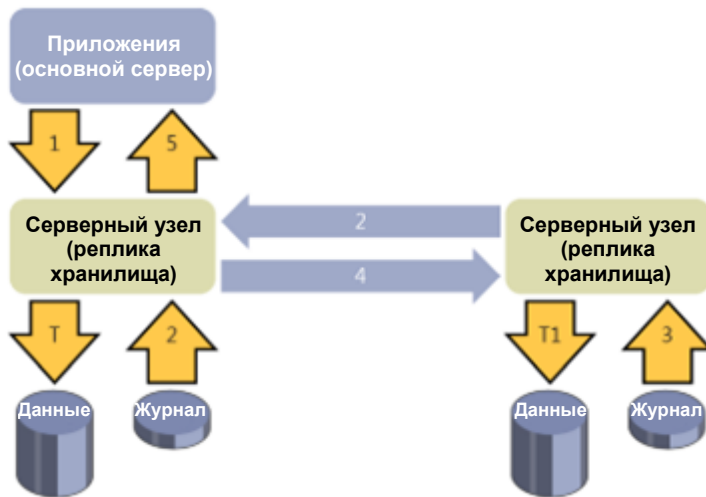 Приложения
(основной сервер)
1
5
Серверный узел
(реплика
хранилища)
2
4
Серверный узел
(реплика
хранилища)
T
2
T1
3
Данные
Журнал
Данные
Журнал